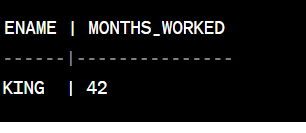 ENAME | MONTHS_WORKED
------|---------------
KING  | 42